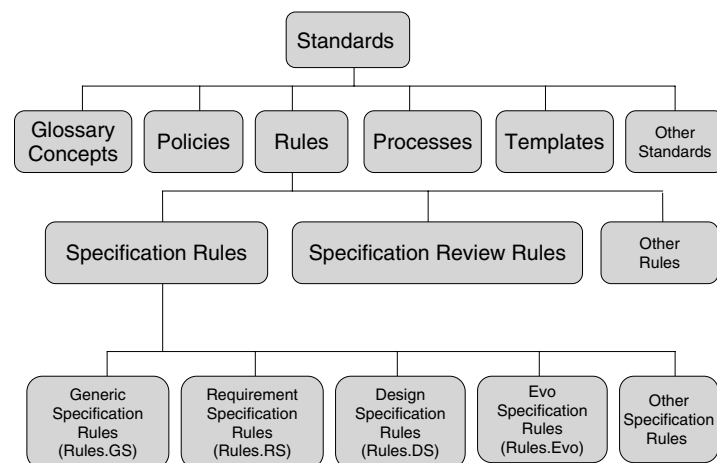 Standards
Glossary
Concepts
Policies
Rules
Processes
Templates
Other
Standards
Specification Rules
Specification Review Rules
Other
Rules
Generic
Specification
Rules
(Rules.GS)
Requirement
Specification
Rules
(Rules.RS)
Design
Specification
Rules
(Rules.DS)
Evo
Specification
Rules
(Rules.Evo)
Other
Specification
Rules